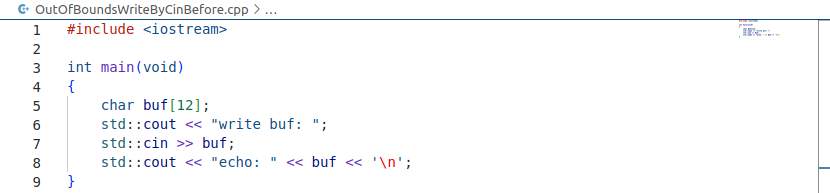 OutOfBoundsWriteByCinBefore.cpp > ...
1 #include <iostream>
2
3 int main(void)
4 {
5     char buf[12];
6     std::cout << "write buf: ";
7     std::cin >> buf;
8     std::cout << "echo: " << buf << '\n';
9 }